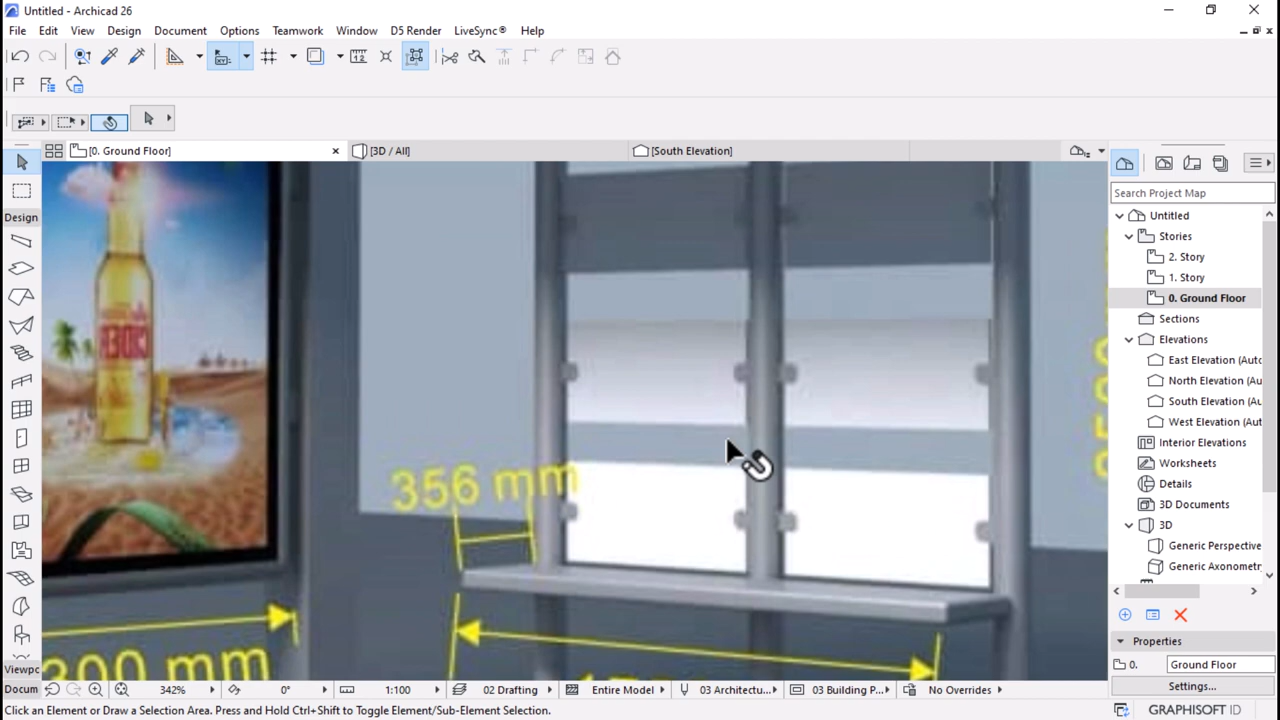 Untitled - Archicad 26
File Edit View Design Document Options Teamwork Window D5 Render LiveSync® Help
[0. Ground Floor] [3D / All] [South Elevation]
Search Project Map
Design
Untitled
Stories
2. Story
1. Story
0. Ground Floor
Sections
Elevations
East Elevation (Auto
North Elevation (Au
South Elevation (Au
West Elevation (Aut
Interior Elevations
Worksheets
Details
3D Documents
3D
Generic Perspective
Generic Axonometr
CIDER
356 mm
300 mm
Properties
0. Ground Floor
Settings...
Viewpc
Docum 342% 0° 1:100 02 Drafting Entire Model 03 Architectu... 03 Building P... No Overrides
Click an Element or Draw a Selection Area. Press and Hold Ctrl+Shift to Toggle Element/Sub-Element Selection.
GRAPHISOFT ID